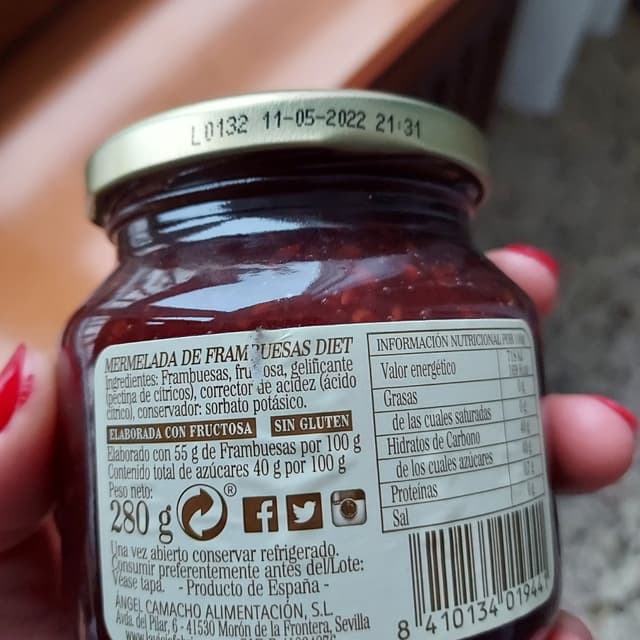 L0132 11-05-2022 21:31
MERMELADA DE FRAMBUESAS DIET
Ingredientes: Frambuesas, fructosa, gelificante
(pectina de cítricos), corrector de acidez (ácido
cítrico), conservador: sorbato potásico.
ELABORADA CON FRUCTOSA SIN GLUTEN
Elaborado con 55 g de Frambuesas por 100 g
Contenido total de azúcares 40 g por 100 g
Peso neto:
280 g ®
Una vez abierto conservar refrigerado.
Consumir preferentemente antes del/Lote:
Véase tapa. - Producto de España -
ÁNGEL CAMACHO ALIMENTACIÓN, S.L.
Avda. del Pilar, 6 - 41530 Morón de la Frontera, Sevilla
INFORMACIÓN NUTRICIONAL POR
Valor energético
Grasas
de las cuales saturadas
Hidratos de Carbono
de los cuales azúcares
Proteínas
Sal
8 410134 01944